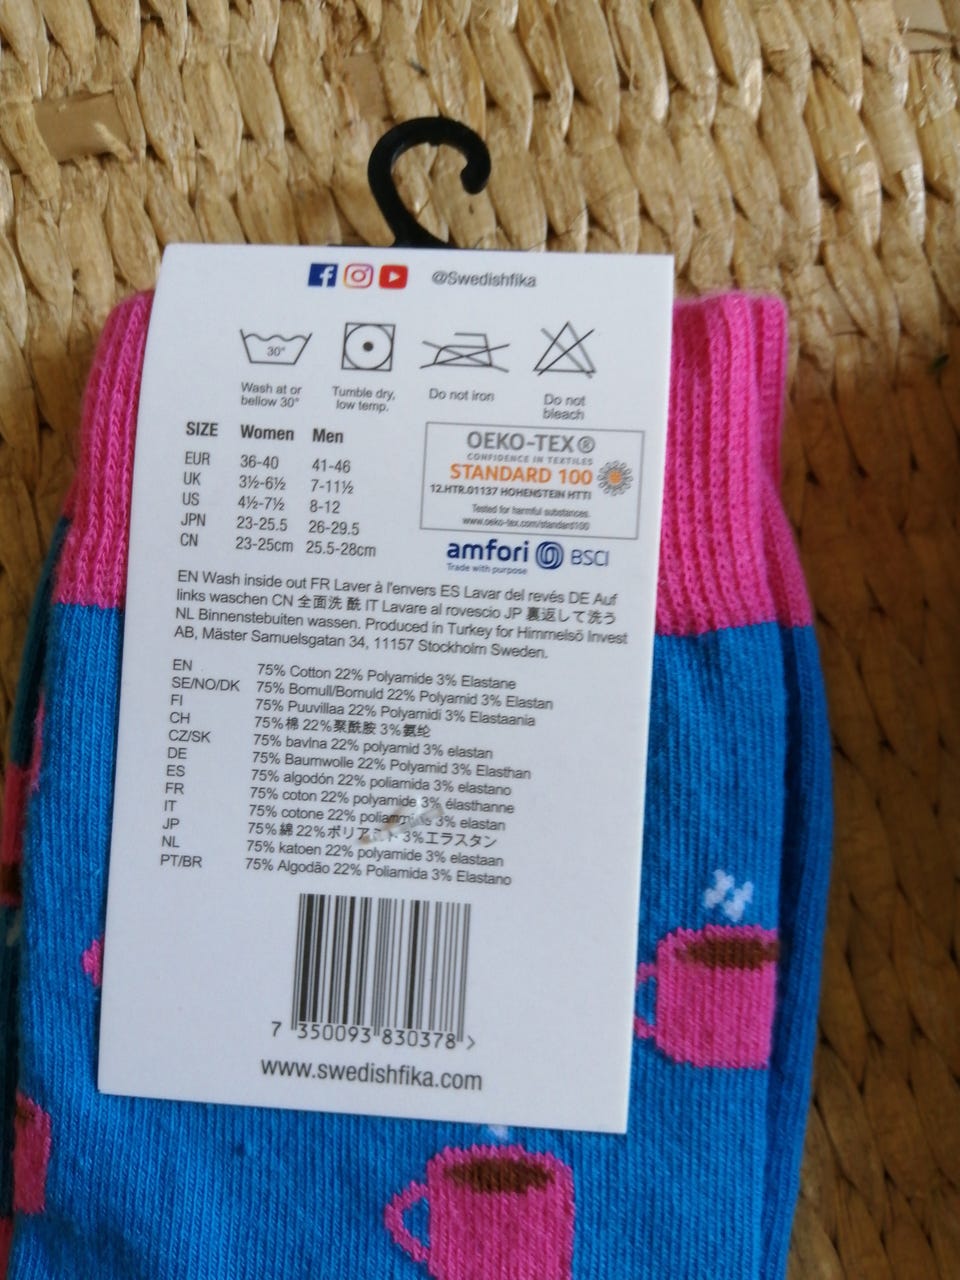 @Swedishfika
30°
Wash at or
bellow 30°
Tumble dry,
low temp.
Do not iron
Do not
bleach
SIZE Women Men
EUR 36-40 41-46
UK 3½-6½ 7-11½
US 4½-7½ 8-12
JPN 23-25.5 26-29.5
CN 23-25cm 25.5-28cm
OEKO-TEX®
CONFIDENCE IN TEXTILES
STANDARD 100
12.HTR.01137 HOHENSTEIN HTTI
Tested for harmful substances.
www.oeko-tex.com/standard100
amfori BSCI
Trade with purpose
EN Wash inside out FR Laver à l'envers ES Lavar del revés DE Auf
links waschen CN 全面洗 酰 IT Lavare al rovescio JP 裏返して洗う
NL Binnenstebuiten wassen. Produced in Turkey for Himmelsö Invest
AB, Mäster Samuelsgatan 34, 11157 Stockholm Sweden.
EN 75% Cotton 22% Polyamide 3% Elastane
SE/NO/DK 75% Bomull/Bomuld 22% Polyamid 3% Elastan
FI 75% Puuvillaa 22% Polyamidi 3% Elastaania
CH 75%棉 22%聚酰胺 3%氨纶
CZ/SK 75% bavlna 22% polyamid 3% elastan
DE 75% Baumwolle 22% Polyamid 3% Elasthan
ES 75% algodón 22% poliamida 3% elastano
FR 75% coton 22% polyamide 3% élasthanne
IT 75% cotone 22% 3% elastan
JP 75%綿 22% 3%エラスタン
NL 75% katoen 22% polyamide 3% elastaan
PT/BR 75% Algodão 22% Poliamida 3% Elastano
7 350093 830378 >
www.swedishfika.com